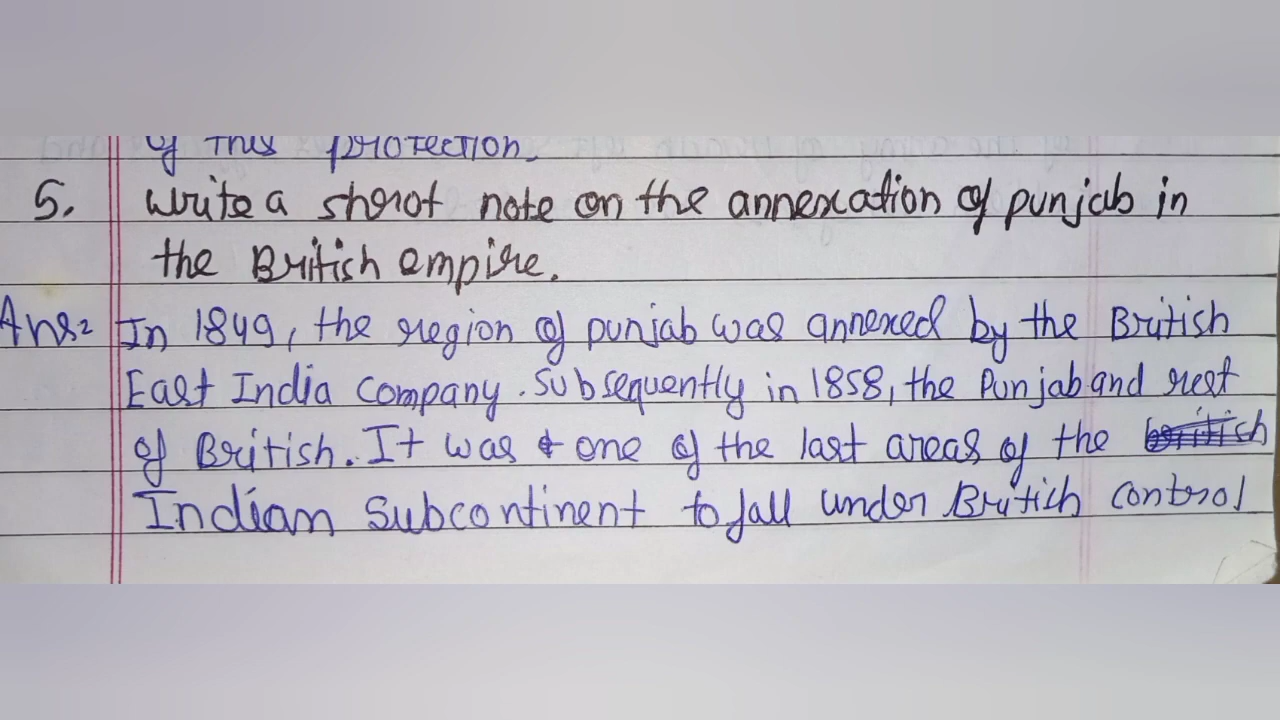 of this protection.
5. Write a short note on the annexation of punjab in
the British empire.
Ans= In 1849, the region of punjab was annexed by the British
East India Company. Subsequently in 1858, the Punjab and rest
of British. It was one of the last areas of the
Indian Subcontinent to fall under British control